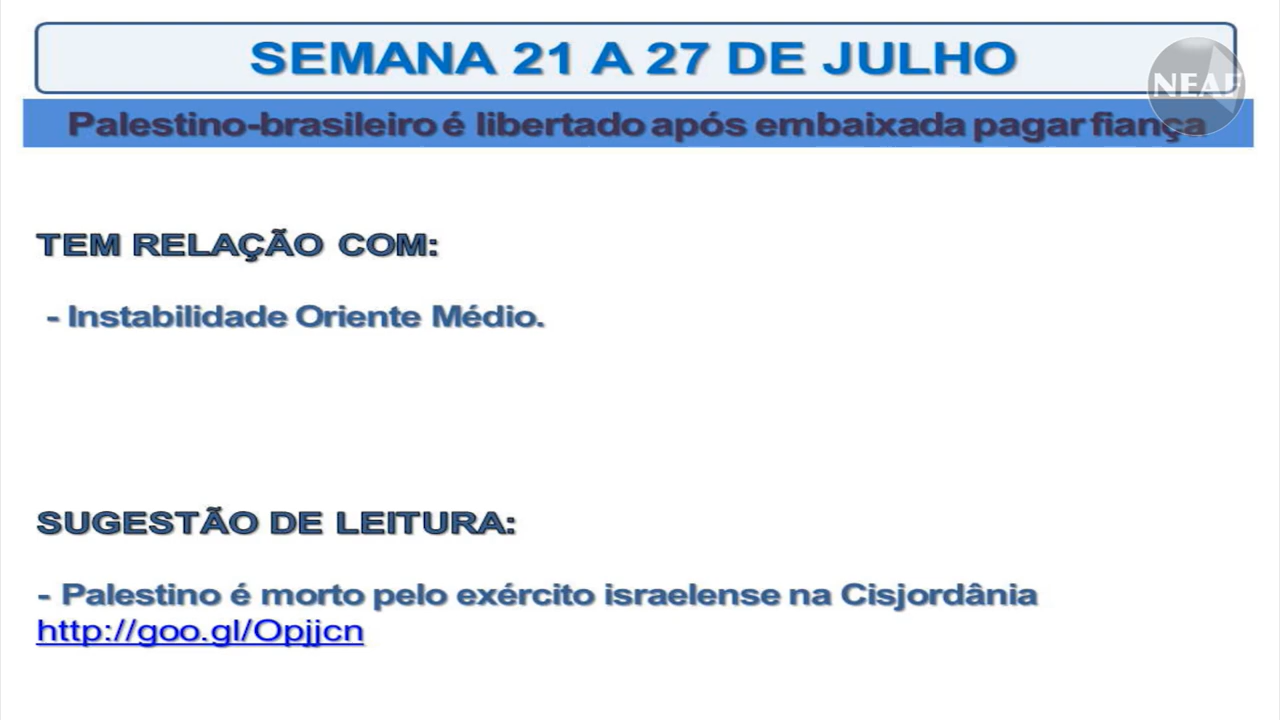 SEMANA 21 A 27 DE JULHO
NEAF
Palestino-brasileiro é libertado após embaixada pagar fiança
TEM RELAÇÃO COM:
- Instabilidade Oriente Médio.
SUGESTÃO DE LEITURA:
- Palestino é morto pelo exército israelense na Cisjordânia
http://goo.gl/Opjjcn